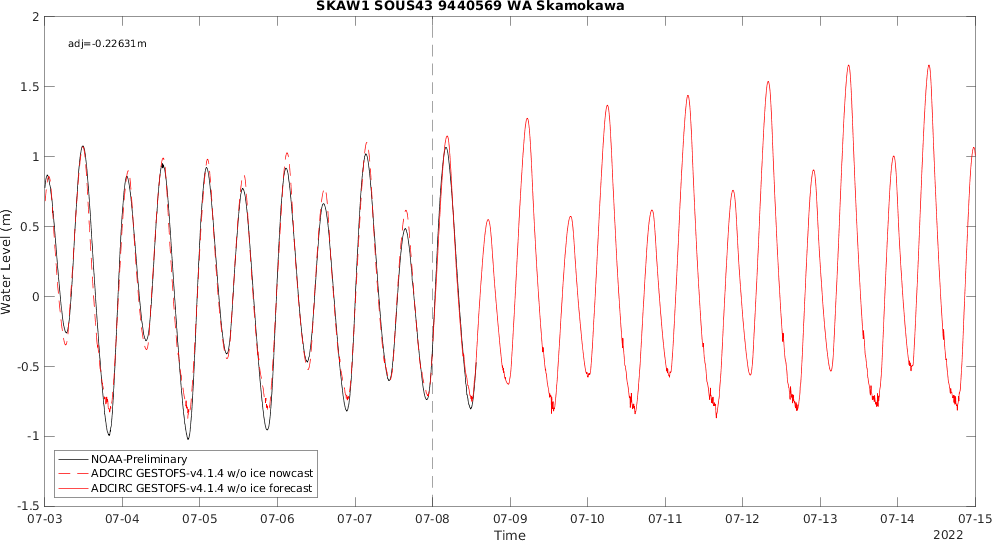 SKAW1 SOUS43 9440569 WA Skamokawa
adj=-0.22631m
Water Level (m)
2
1.5
1
0.5
0
-0.5
-1
-1.5
NOAA-Preliminary
ADCIRC GESTOFS-v4.1.4 w/o ice nowcast
ADCIRC GESTOFS-v4.1.4 w/o ice forecast
07-03 07-04 07-05 07-06 07-07 07-08 07-09 07-10 07-11 07-12 07-13 07-14 07-15
Time
2022